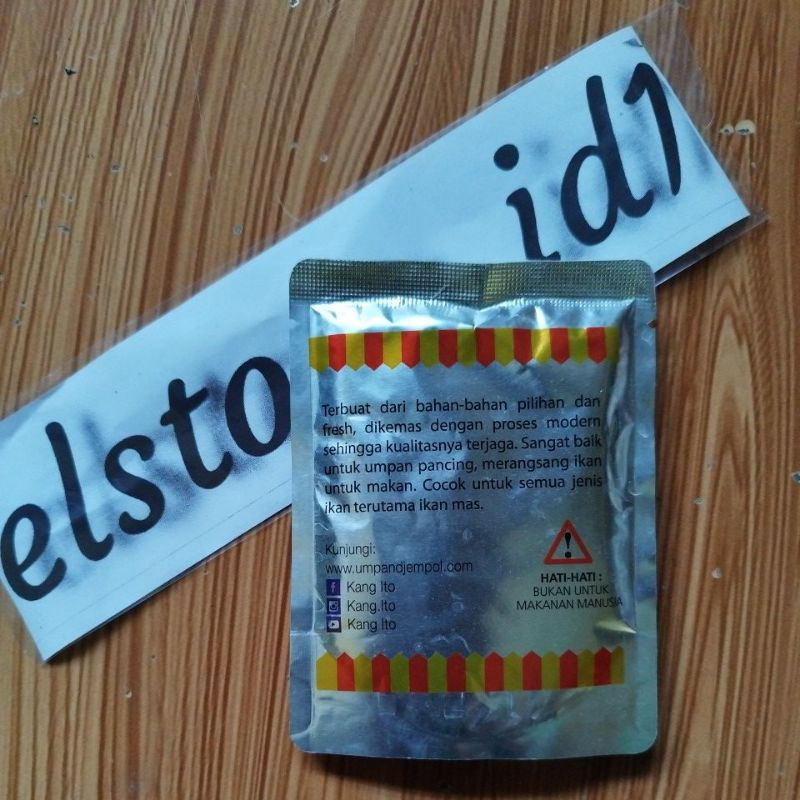 elsto
id1
Terbuat dari bahan-bahan pilihan dan
fresh, dikemas dengan proses modern
sehingga kualitasnya terjaga. Sangat baik
untuk umpan pancing, merangsang ikan
untuk makan. Cocok untuk semua jenis
ikan terutama ikan mas.
Kunjungi:
www.umpandjempol.com
Kang Ito
Kang.Ito
Kang Ito
HATI-HATI :
BUKAN UNTUK
MAKANAN MANUSIA